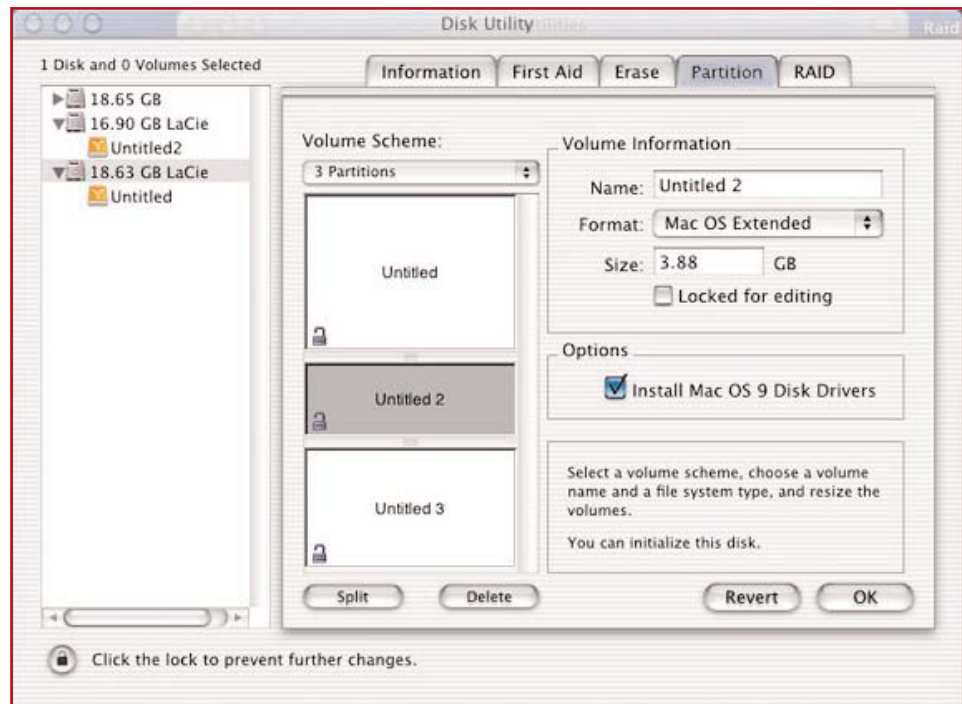 Disk Utility
Raid
1 Disk and 0 Volumes Selected
18.65 GB
16.90 GB LaCie
Untitled2
18.63 GB LaCie
Untitled
Information
First Aid
Erase
Partition
RAID
Volume Scheme:
3 Partitions
Untitled
Untitled 2
Untitled 3
Split
Delete
Volume Information
Name: Untitled 2
Format: Mac OS Extended
Size: 3.88 GB
Locked for editing
Options
Install Mac OS 9 Disk Drivers
Select a volume scheme, choose a volume
name and a file system type, and resize the
volumes.
You can initialize this disk.
Revert
OK
Click the lock to prevent further changes.